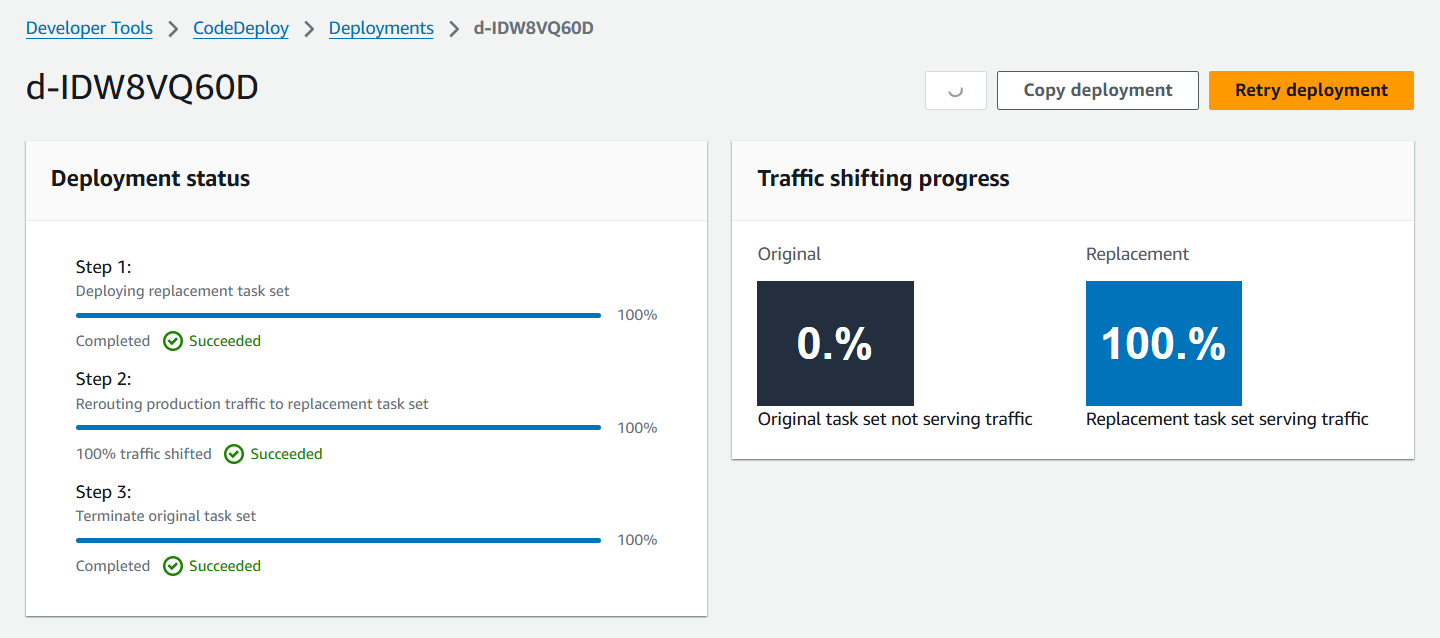 Developer Tools > CodeDeploy > Deployments > d-IDW8VQ60D
d-IDW8VQ60D
Copy deployment
Retry deployment
Deployment status
Step 1:
Deploying replacement task set
100%
Completed Succeeded
Step 2:
Rerouting production traffic to replacement task set
100%
100% traffic shifted Succeeded
Step 3:
Terminate original task set
100%
Completed Succeeded
Traffic shifting progress
Original
0.%
Original task set not serving traffic
Replacement
100.%
Replacement task set serving traffic